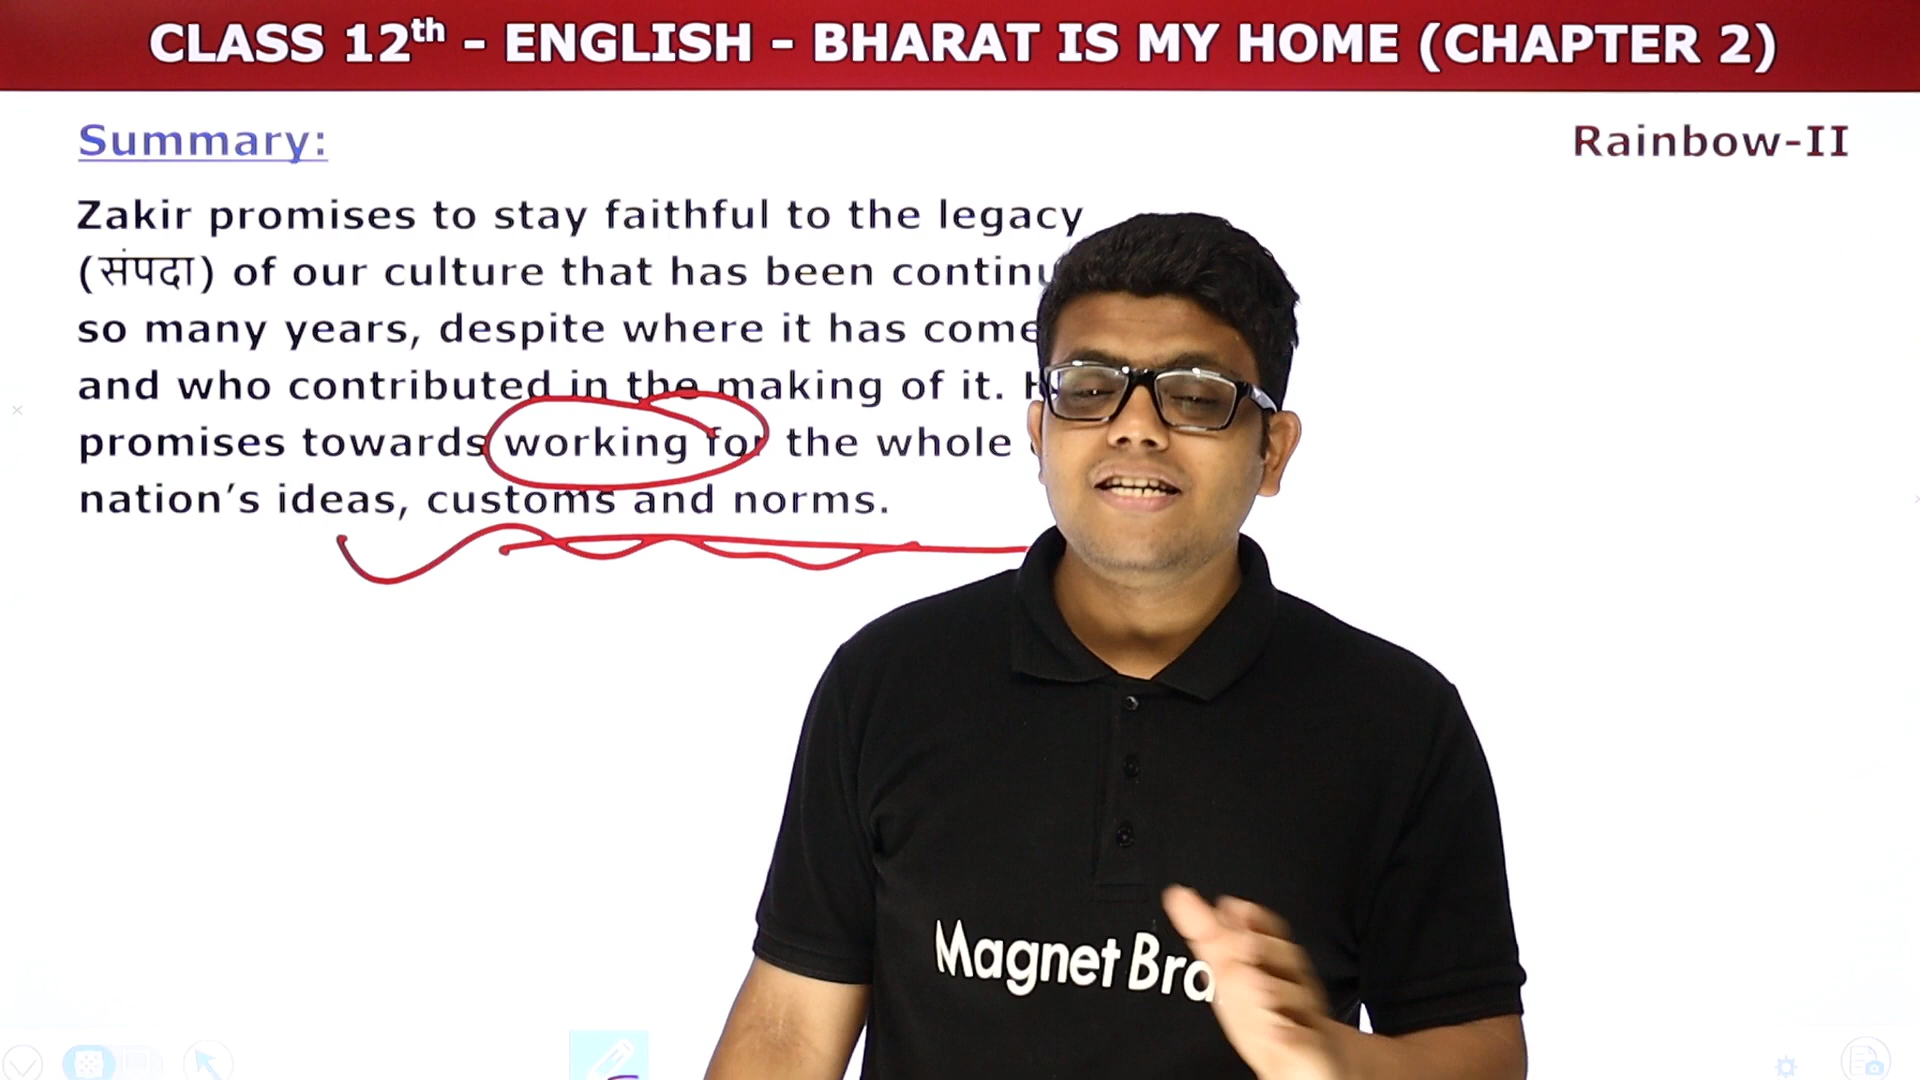 CLASS 12th - ENGLISH - BHARAT IS MY HOME (CHAPTER 2)
Summary:
Rainbow-II
Zakir promises to stay faithful to the legacy
(संपदा) of our culture that has been
so many years, despite where it has come
and who contributed in the making of it.
promises towards working for the whole
nation's ideas, customs and norms.
Magnet